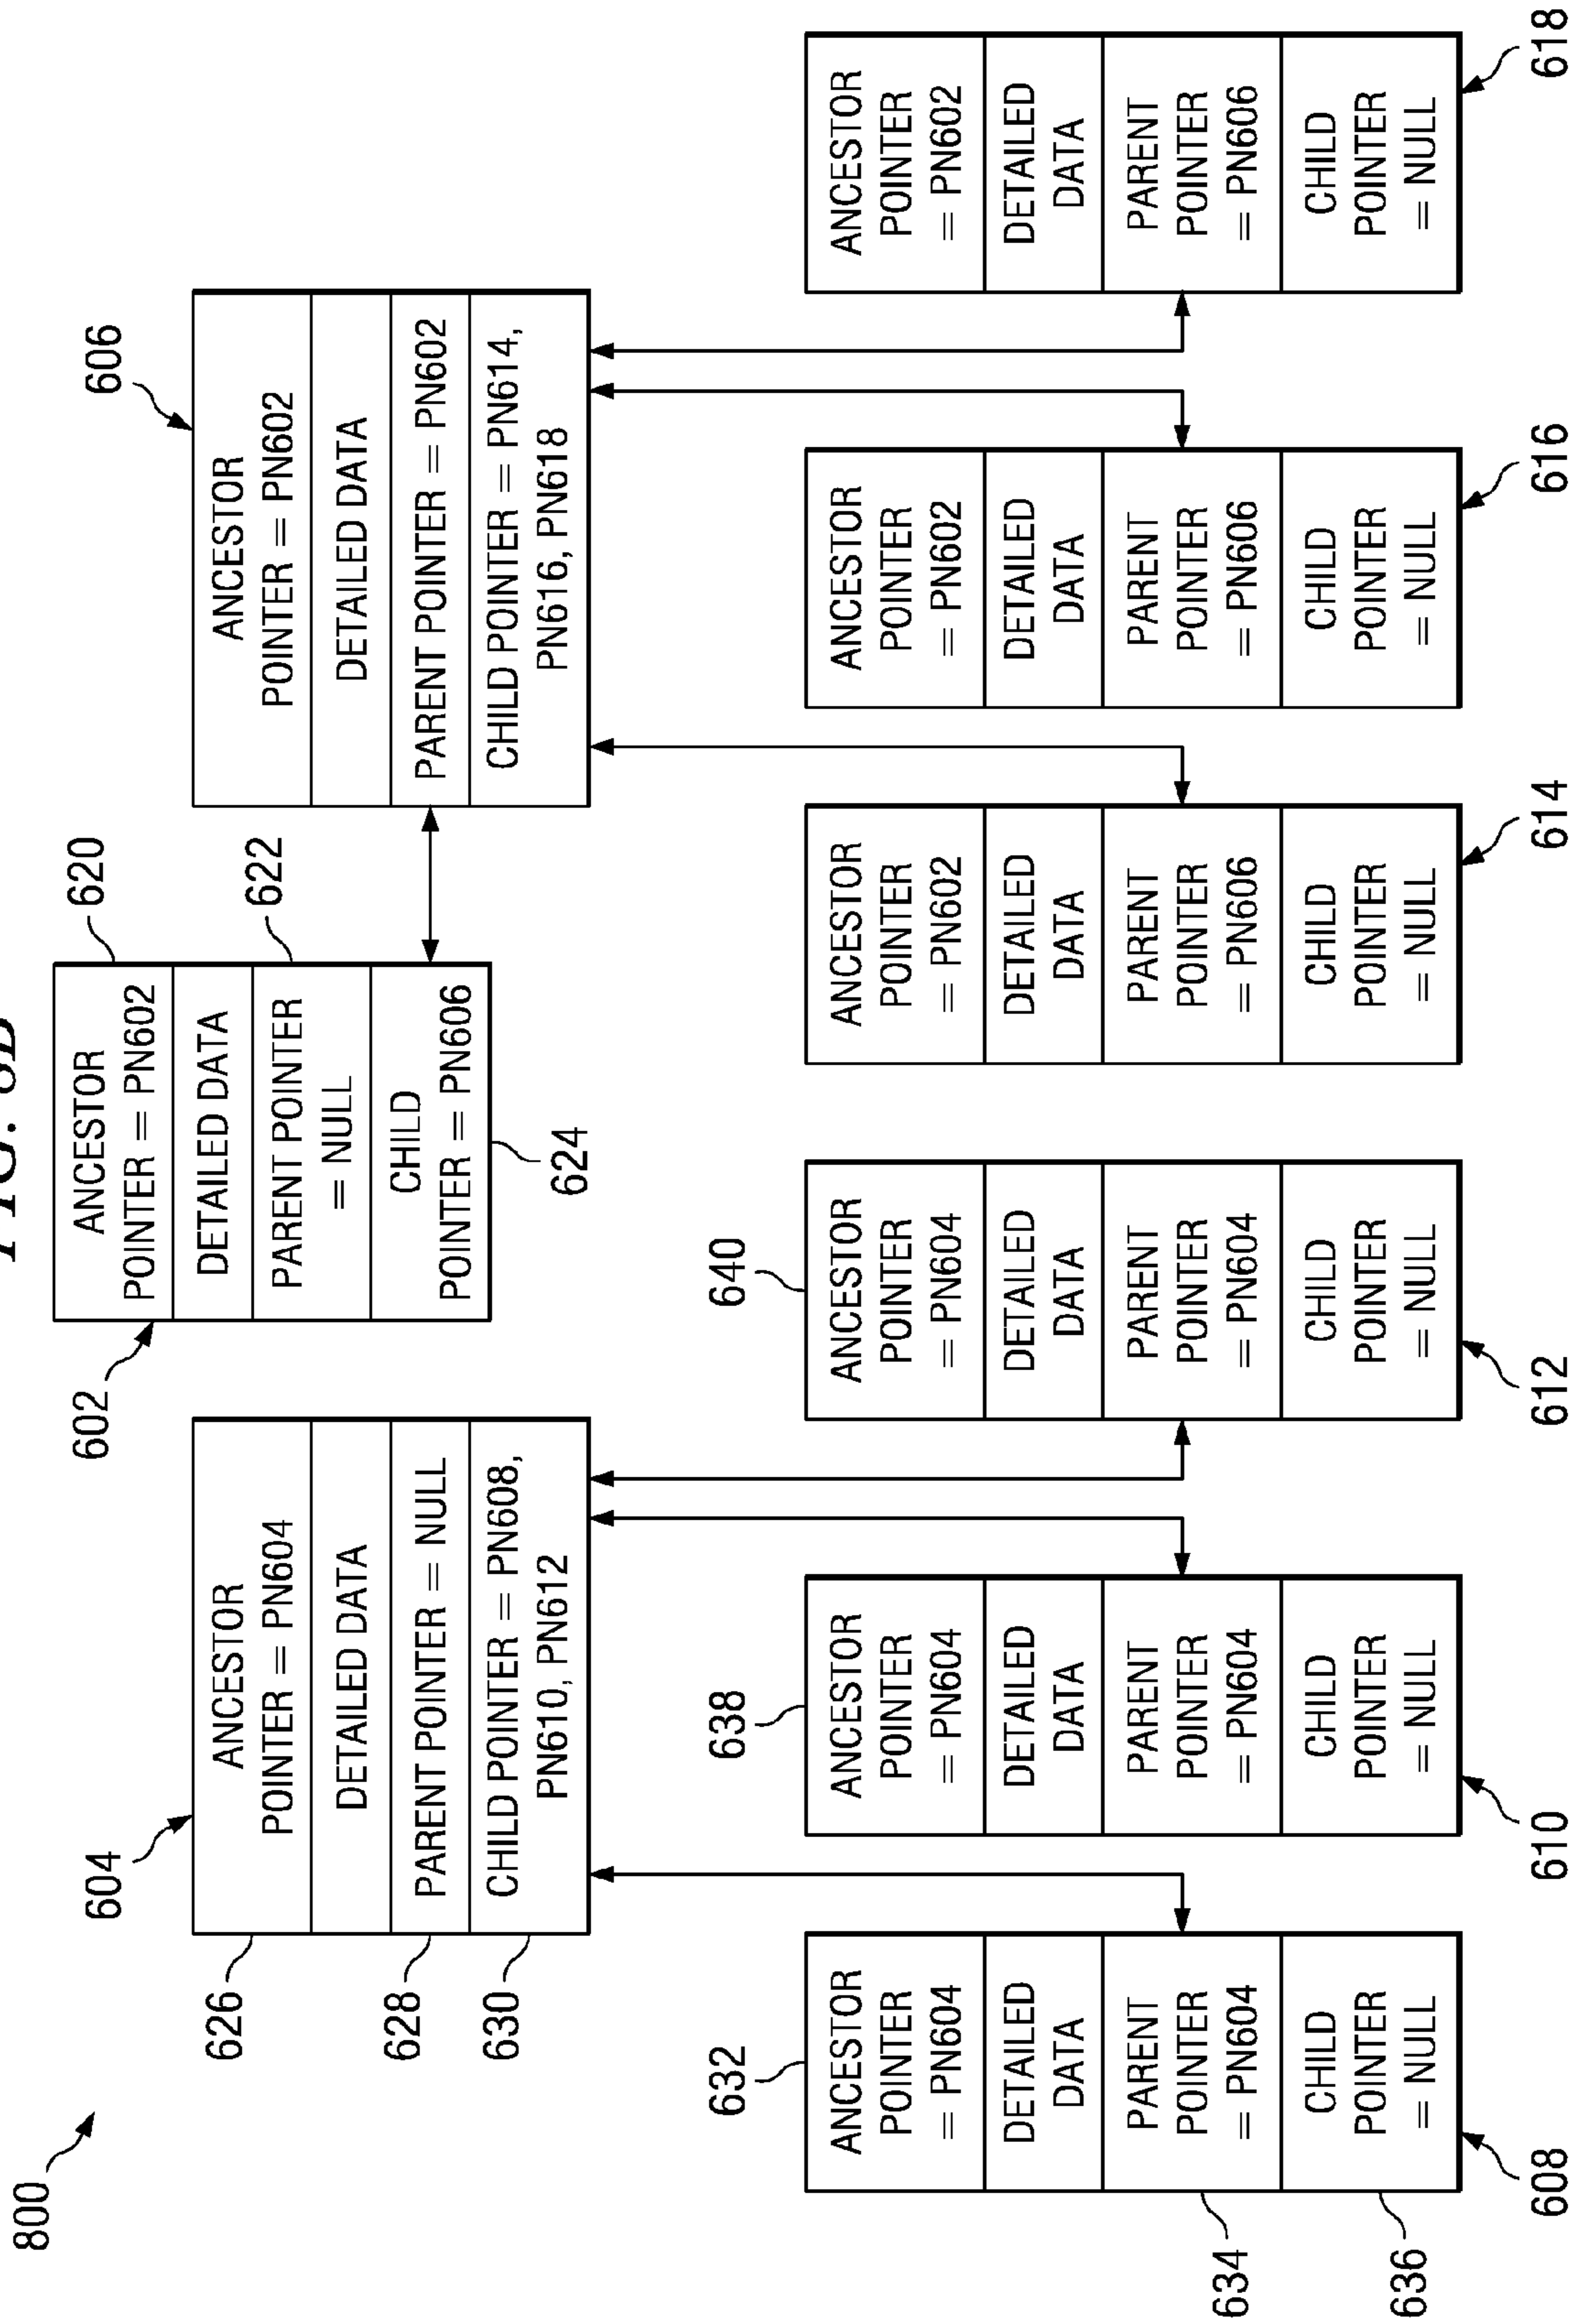 FIG.
800
604
602
620
606
626
ANCESTOR
POINTER = PN604
DETAILED DATA
628
PARENT POINTER = NULL
630
CHILD POINTER = PN608,
PN610, PN612
ANCESTOR
POINTER = PN602
DETAILED DATA
622
PARENT POINTER
= NULL
CHILD
POINTER = PN606
624
ANCESTOR
POINTER = PN602
DETAILED DATA
PARENT POINTER = PN602
CHILD POINTER = PN614,
PN616, PN618
632
ANCESTOR
POINTER
= PN604
DETAILED
DATA
634
PARENT
POINTER
= PN604
636
CHILD
POINTER
= NULL
608
638
ANCESTOR
POINTER
= PN604
DETAILED
DATA
PARENT
POINTER
= PN604
CHILD
POINTER
= NULL
610
640
ANCESTOR
POINTER
= PN604
DETAILED
DATA
PARENT
POINTER
= PN604
CHILD
POINTER
= NULL
612
ANCESTOR
POINTER
= PN602
DETAILED
DATA
PARENT
POINTER
= PN606
CHILD
POINTER
= NULL
614
ANCESTOR
POINTER
= PN602
DETAILED
DATA
PARENT
POINTER
= PN606
CHILD
POINTER
= NULL
616
ANCESTOR
POINTER
= PN602
DETAILED
DATA
PARENT
POINTER
= PN606
CHILD
POINTER
= NULL
618